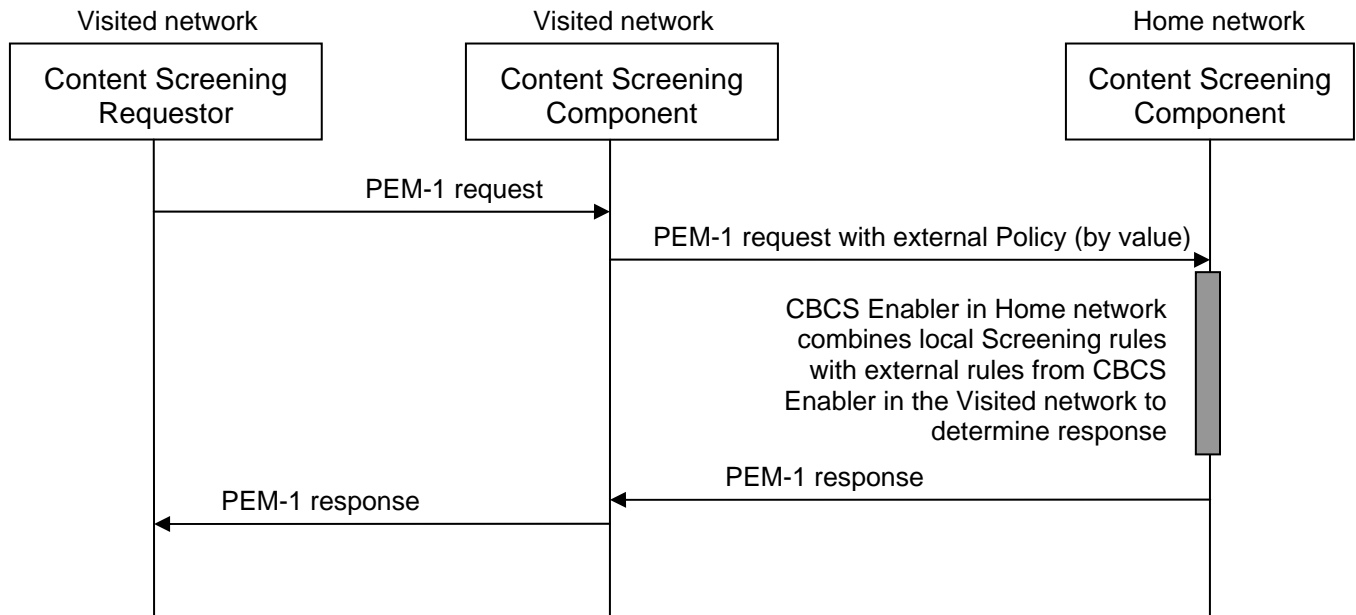 Visited network
Visited network
Home network
Content Screening
Requestor
Content Screening
Component
Content Screening
Component
PEM-1 request
PEM-1 request with external Policy (by value)
CBCS Enabler in Home network
combines local Screening rules
with external rules from CBCS
Enabler in the Visited network to
determine response
PEM-1 response
PEM-1 response